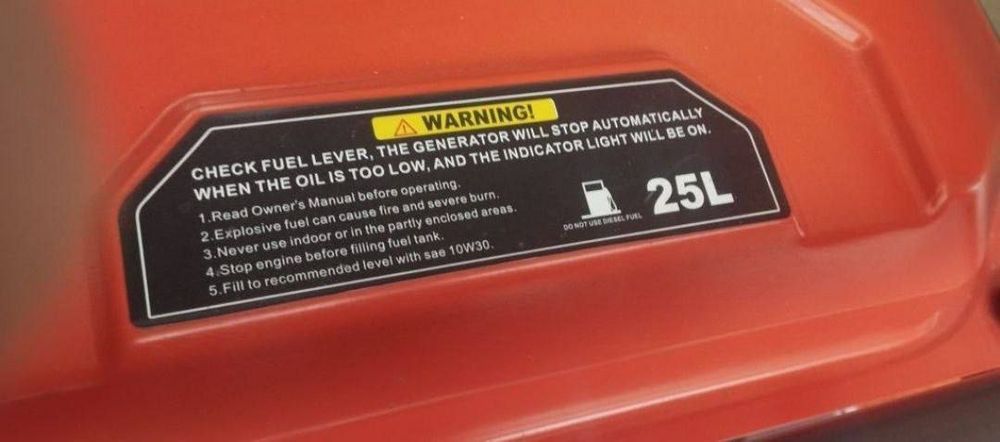 WARNING!
CHECK FUEL LEVER, THE GENERATOR WILL STOP AUTOMATICALLY
WHEN THE OIL IS TOO LOW, AND THE INDICATOR LIGHT WILL BE ON.
1.Read Owner's Manual before operating.
2.Explosive fuel can cause fire and severe burn.
3.Never use indoor or in the partly enclosed areas.
4.Stop engine before filling fuel tank.
5.Fill to recommended level with sae 10W30.
25L
DO NOT USE DIESEL FUEL